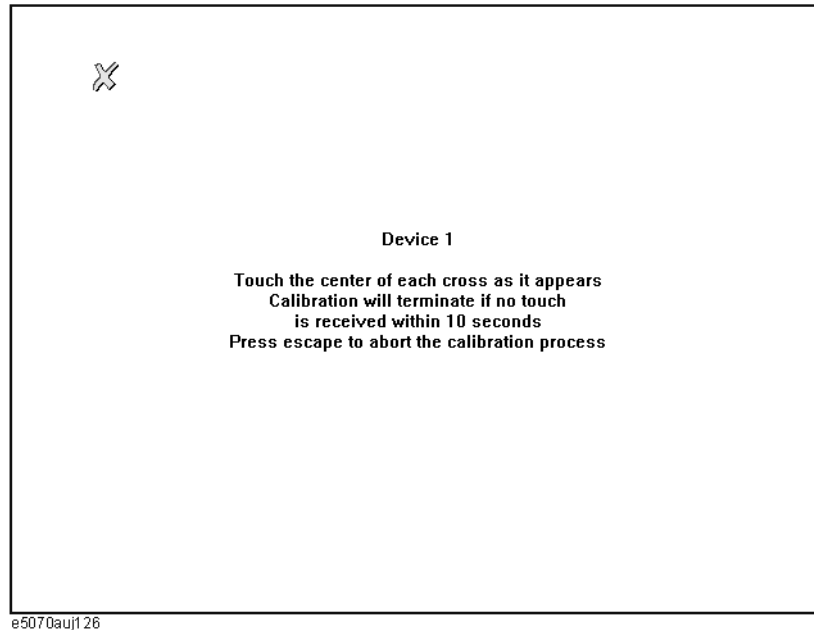 Device 1
Touch the center of each cross as it appears
Calibration will terminate if no touch
is received within 10 seconds
Press escape to abort the calibration process
e5070auj126